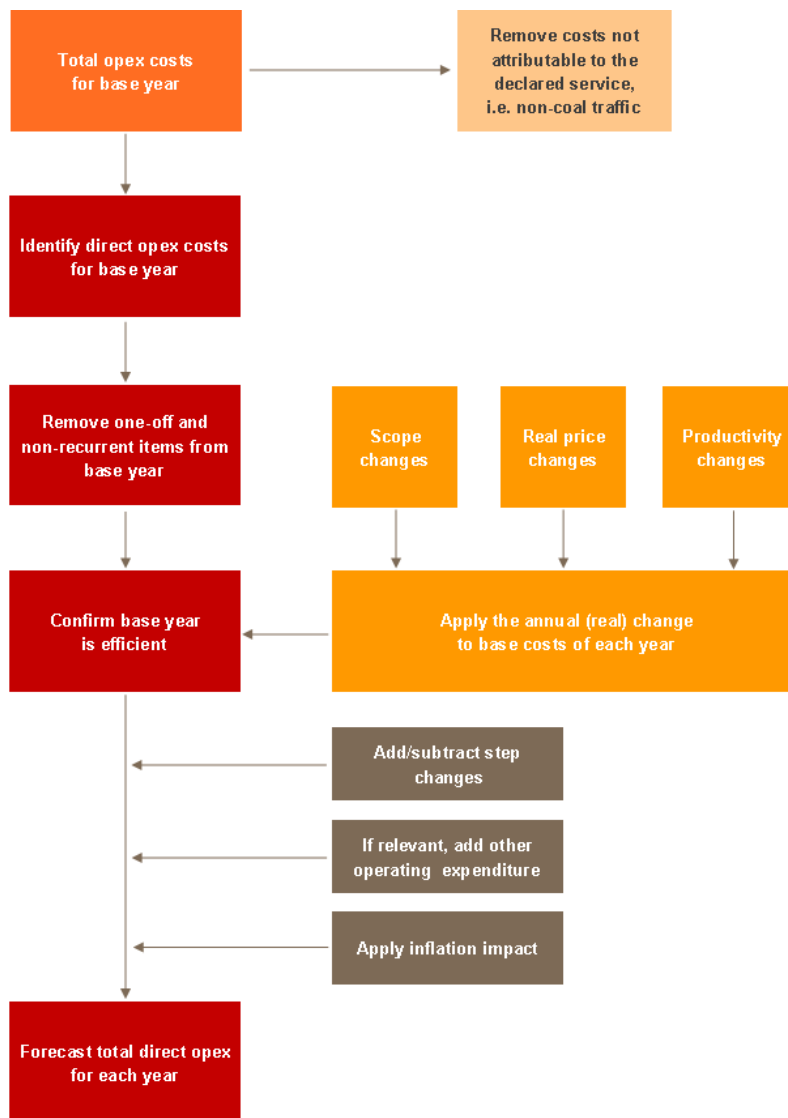 Total opex costs
for base year
Remove costs not
attributable to the
declared service,
i.e. non-coal traffic
Identify direct opex costs
for base year
Remove one-off and
non-recurrent items from
base year
Scope
changes
Real price
changes
Productivity
changes
Confirm base year
is efficient
Apply the annual (real) change
to base costs of each year
Add/subtract step
changes
If relevant, add other
operating expenditure
Apply inflation impact
Forecast total direct opex
for each year